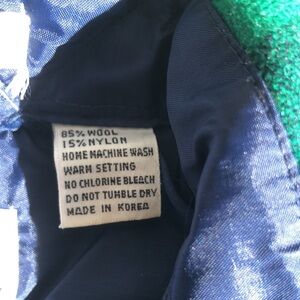 85% WOOL
15% NYLON
HOME MACHINE WASH
WARM SETTING
NO CHLORINE BLEACH
DO NOT TUMBLE DRY
MADE IN KOREA